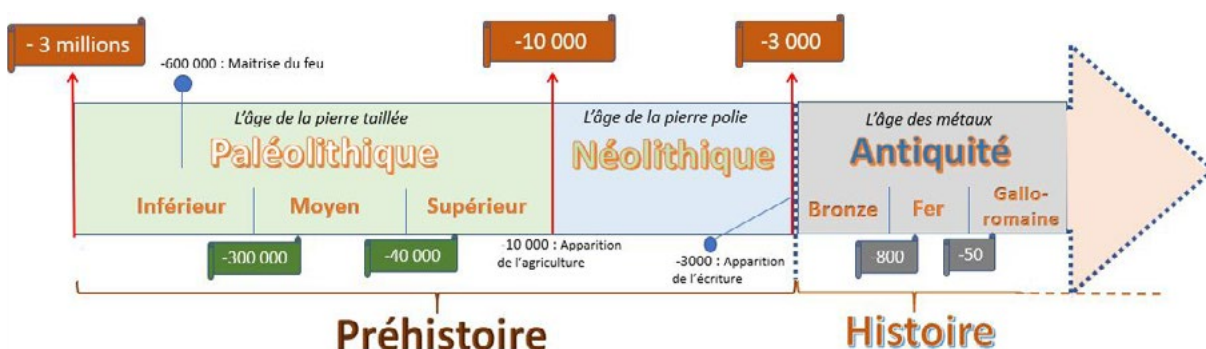 - 3 millions
-10 000
-3 000
-600 000 : Maitrise du feu
L'âge de la pierre taillée
Paléolithique
Inférieur
Moyen
Supérieur
-300 000
-40 000
L'âge de la pierre polie
Néolithique
-10 000 : Apparition
de l'agriculture
-3000 : Apparition
de l'écriture
L'âge des métaux
Antiquité
Bronze
Fer
Gallo-
romaine
-800
-50
Préhistoire
Histoire